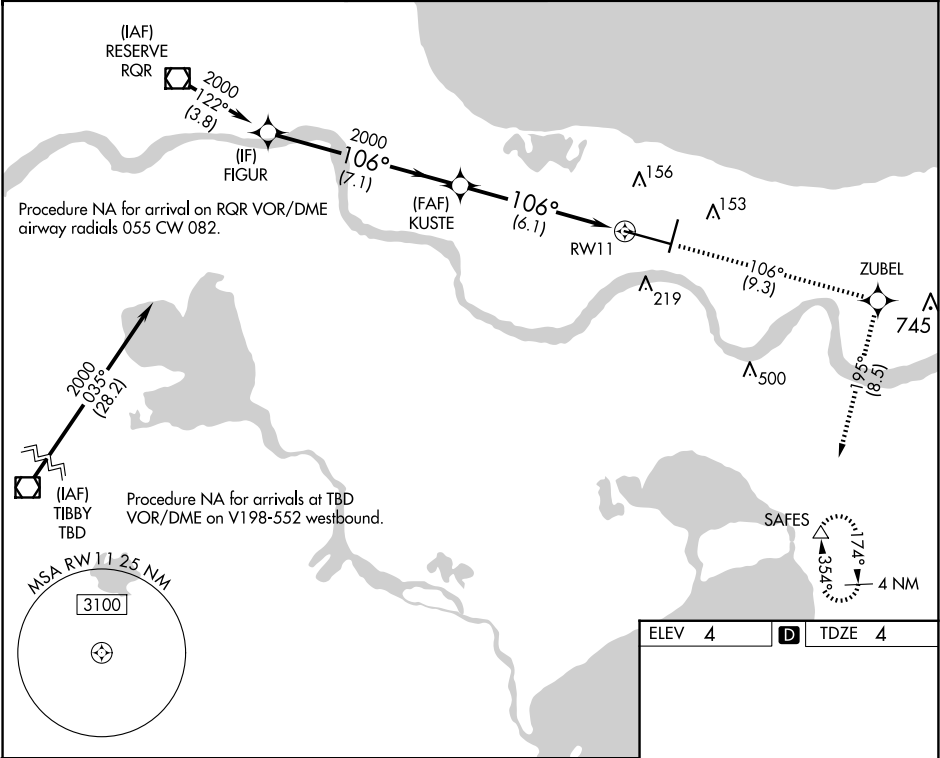 (IAF)
RESERVE
RQR
2000
122°
(3.8)
(IF)
FIGUR
2000
106°
(7.1)
(FAF)
KUSTE
106°
(6.1)
RW11
156
153
219
106°
(9.3)
ZUBEL
745
500
195°
(8.5)
Procedure NA for arrival on RQR VOR/DME
airway radials 055 CW 082.
2000
035°
(28.2)
(IAF)
TIBBY
TBD
Procedure NA for arrivals at TBD
VOR/DME on V198-552 westbound.
SAFES
174°
354°
4 NM
MSA RW11 25 NM
3100
ELEV 4 D TDZE 4